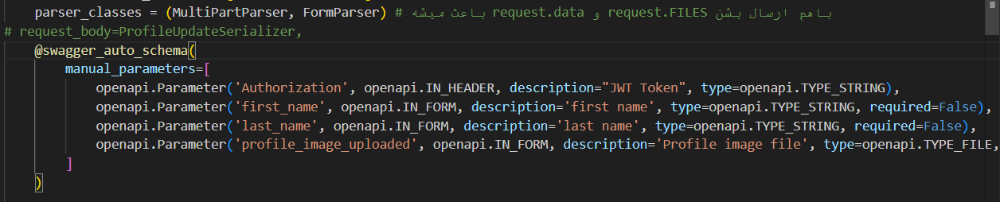 parser_classes = (MultiPartParser, FormParser) # باعث میشه request.data و request.FILES باهم ارسال بشن
# request_body=ProfileUpdateSerializer,
@swagger_auto_schema(
manual_parameters=[
openapi.Parameter('Authorization', openapi.IN_HEADER, description="JWT Token", type=openapi.TYPE_STRING),
openapi.Parameter('first_name', openapi.IN_FORM, description='first name', type=openapi.TYPE_STRING, required=False),
openapi.Parameter('last_name', openapi.IN_FORM, description='last name', type=openapi.TYPE_STRING, required=False),
openapi.Parameter('profile_image_uploaded', openapi.IN_FORM, description='Profile image file', type=openapi.TYPE_FILE,
]
)